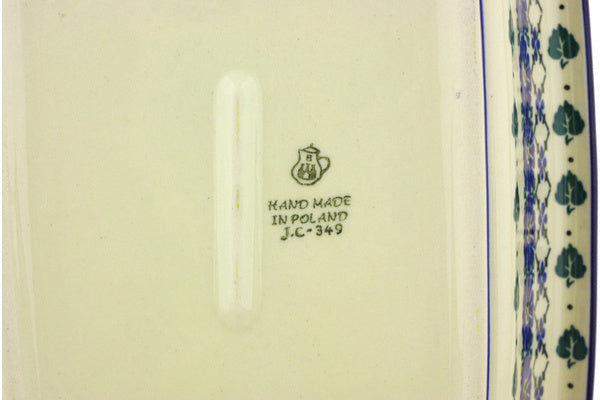 B
HAND MADE
IN POLAND
J.C-349